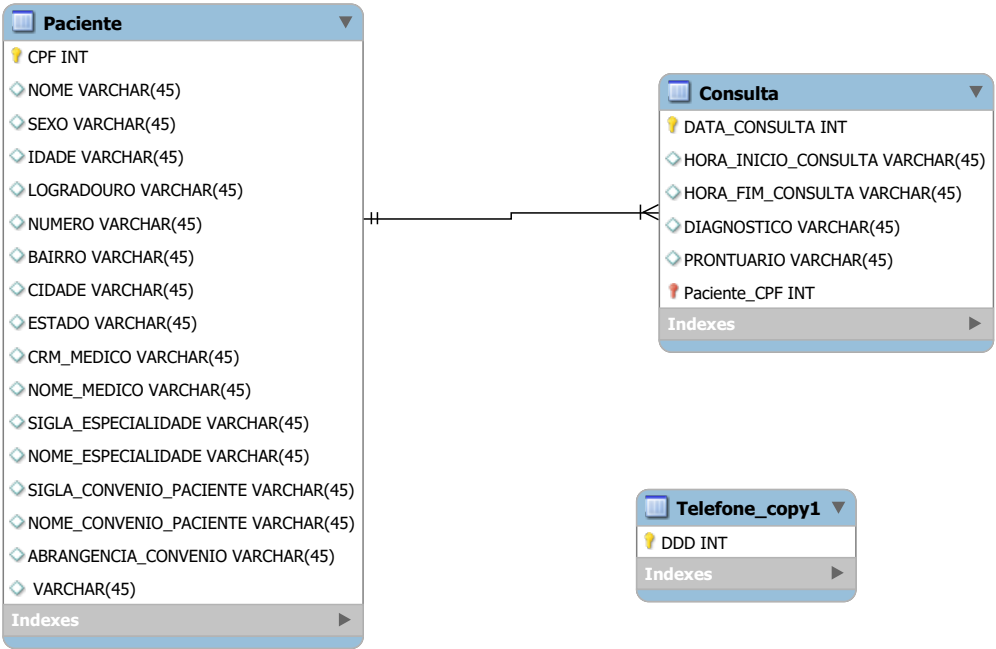 Paciente
CPF INT
NOME VARCHAR(45)
SEXO VARCHAR(45)
IDADE VARCHAR(45)
LOGRADOURO VARCHAR(45)
NUMERO VARCHAR(45)
BAIRRO VARCHAR(45)
CIDADE VARCHAR(45)
ESTADO VARCHAR(45)
CRM_MEDICO VARCHAR(45)
NOME_MEDICO VARCHAR(45)
SIGLA_ESPECIALIDADE VARCHAR(45)
NOME_ESPECIALIDADE VARCHAR(45)
SIGLA_CONVENIO_PACIENTE VARCHAR(45)
NOME_CONVENIO_PACIENTE VARCHAR(45)
ABRANGENCIA_CONVENIO VARCHAR(45)
VARCHAR(45)
Indexes
Consulta
DATA_CONSULTA INT
HORA_INICIO_CONSULTA VARCHAR(45)
HORA_FIM_CONSULTA VARCHAR(45)
DIAGNOSTICO VARCHAR(45)
PRONTUARIO VARCHAR(45)
Paciente_CPF INT
Indexes
Telefone_copy1
DDD INT
Indexes